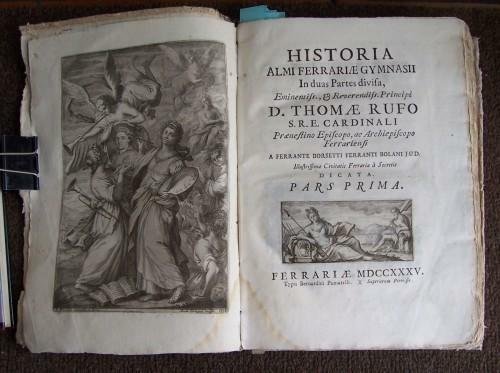 HISTORIA
ALMI FERRARIÆ GYMNASII
In duas Partes divisa,
Eminentiss., & Reverendiss. Principi
D. THOMÆ RUFO
S.R.E. CARDINALI
Prænestino Episcopo, ac Archiepiscopo
Ferrariensi
A FERRANTE BORSETTI FERRANTI BOLANI J.U.D.
Illustrissimæ Civitatis Ferrariæ à Secretis
DICATA.
PARS PRIMA.
FERRARIÆ MDCCXXXV.
Typis Bernardini Pomatelli. Superiorum Permissu